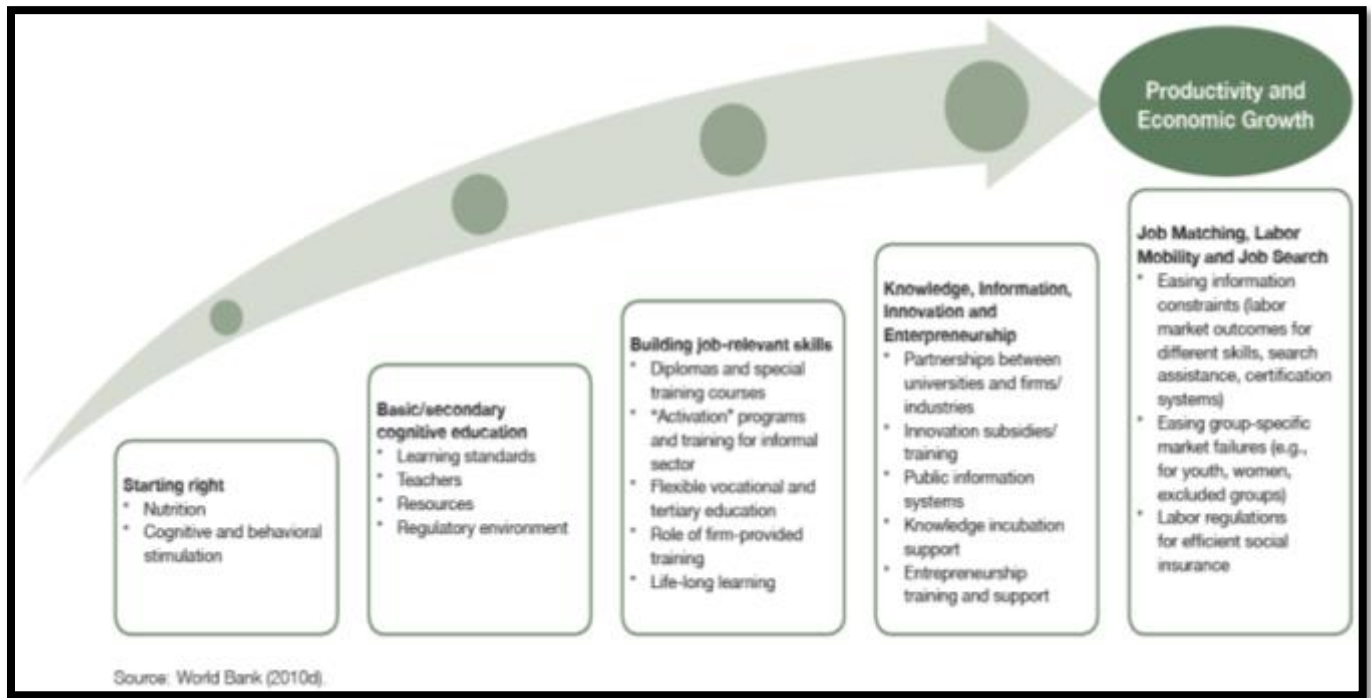 Productivity and
Economic Growth
Starting right
* Nutrition
* Cognitive and behavioral
stimulation
Basic/secondary
cognitive education
* Learning standards
* Teachers
* Resources
* Regulatory environment
Building job-relevant skills
* Diplomas and special
training courses
* "Activation" programs
and training for informal
sector
* Flexible vocational and
tertiary education
* Role of firm-provided
training
* Life-long learning
Knowledge, Information,
Innovation and
Enterpreneurship
* Partnerships between
universities and firms/
industries
* Innovation subsidies/
training
* Public information
systems
* Knowledge incubation
support
* Entrepreneurship
training and support
Job Matching, Labor
Mobility and Job Search
* Easing information
constraints (labor
market outcomes for
different skills, search
assistance, certification
systems)
* Easing group-specific
market failures (e.g.,
for youth, women,
excluded groups)
* Labor regulations
for efficient social
insurance
Source: World Bank (2010d).